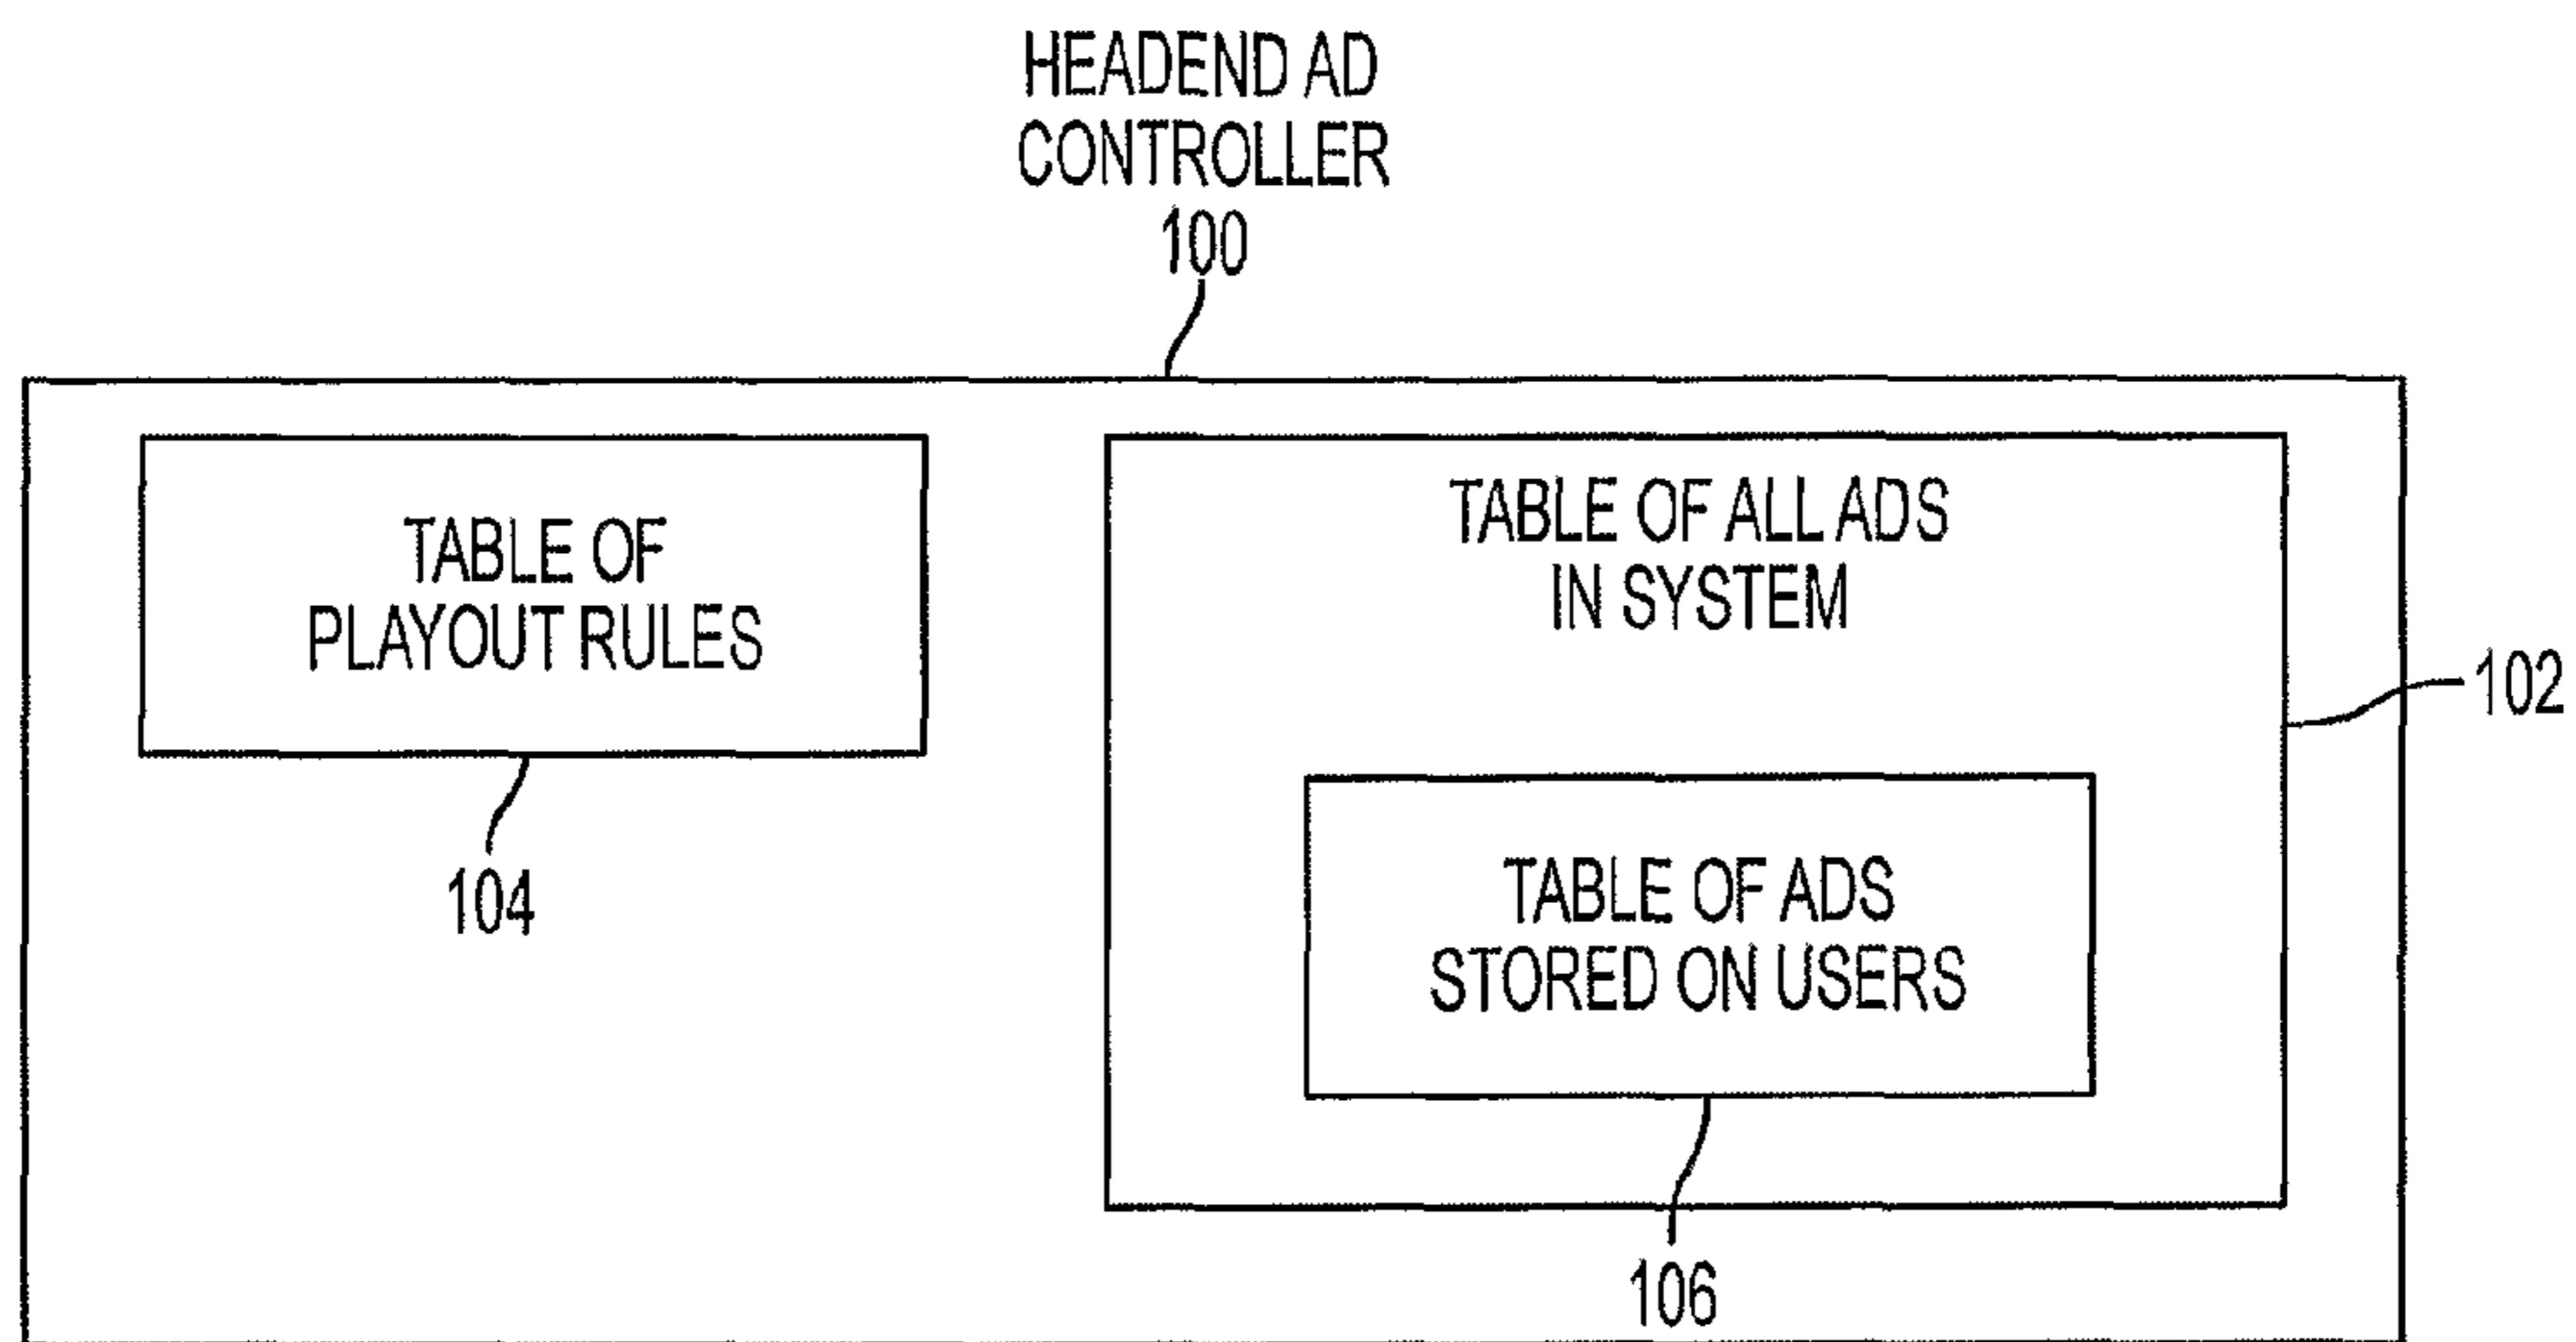 HEADEND AD
CONTROLLER
100
TABLE OF
PLAYOUT RULES
104
TABLE OF ALL ADS
IN SYSTEM
102
TABLE OF ADS
STORED ON USERS
106